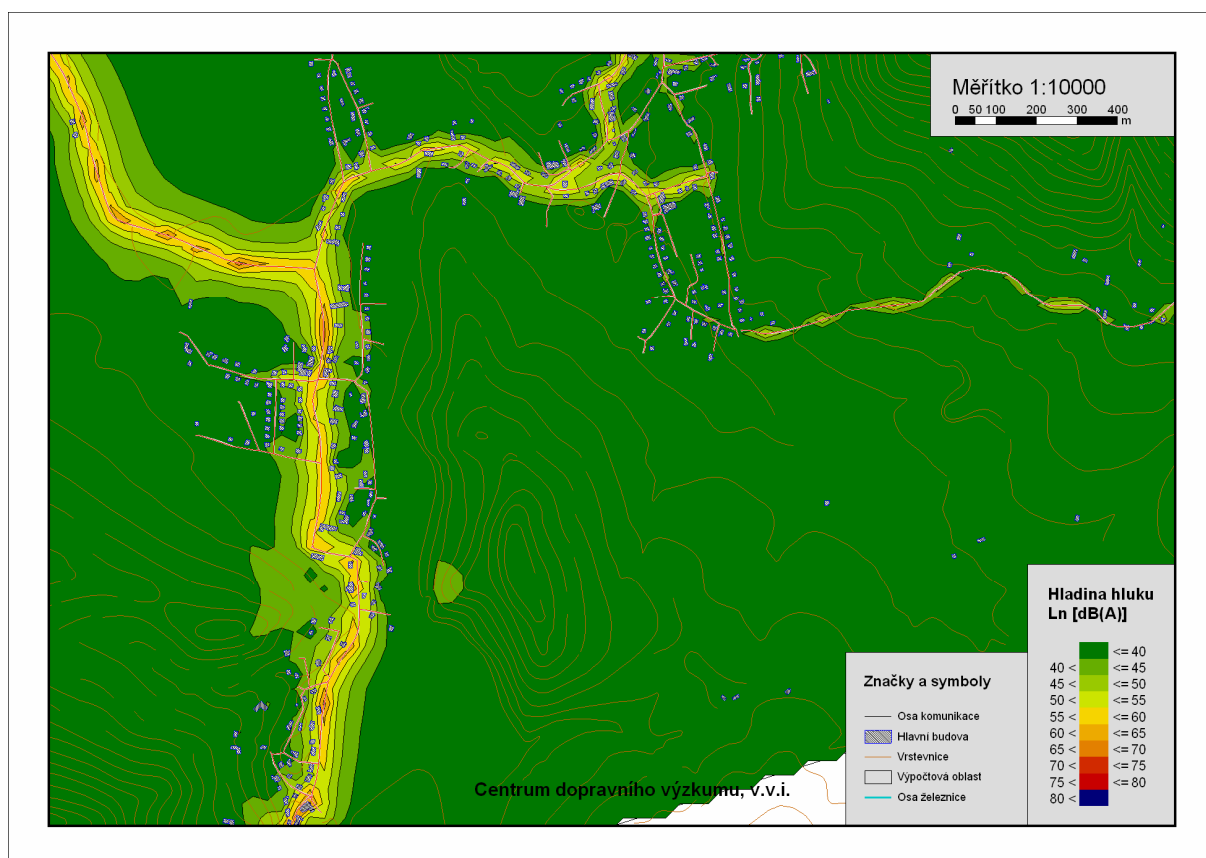 Měřítko 1:10000
0 50 100 200 300 400
m
Hladina hluku
Ln [dB(A)]
<= 40
40 < <= 45
45 < <= 50
50 < <= 55
55 < <= 60
60 < <= 65
65 < <= 70
70 < <= 75
75 < <= 80
80 <
Značky a symboly
Osa komunikace
Hlavní budova
Vrstevnice
Výpočtová oblast
Osa železnice
Centrum dopravního výzkumu, v.v.i.